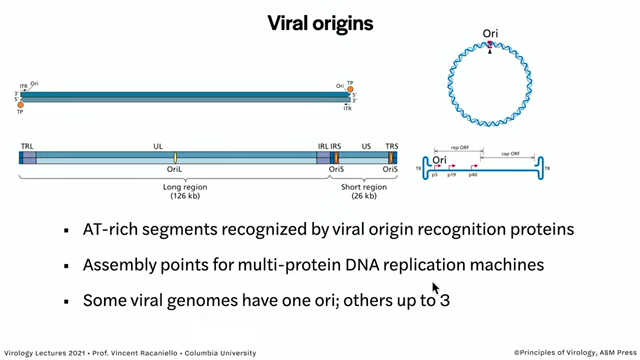 Viral origins
Ori
ITR
Ori
3'
5'
TP
Ori
TP
5'
3'
ITR
TRL
UL
IRL
IRS
US
TRS
OriL
OriS
OriS
Long region
(126 kb)
Short region
(26 kb)
rep ORF
cap ORF
Ori
TR
p5
p19
p40
TR
▪ AT-rich segments recognized by viral origin recognition proteins
▪ Assembly points for multi-protein DNA replication machines
▪ Some viral genomes have one ori; others up to 3
Virology Lectures 2021 • Prof. Vincent Racaniello • Columbia University
©Principles of Virology, ASM Press